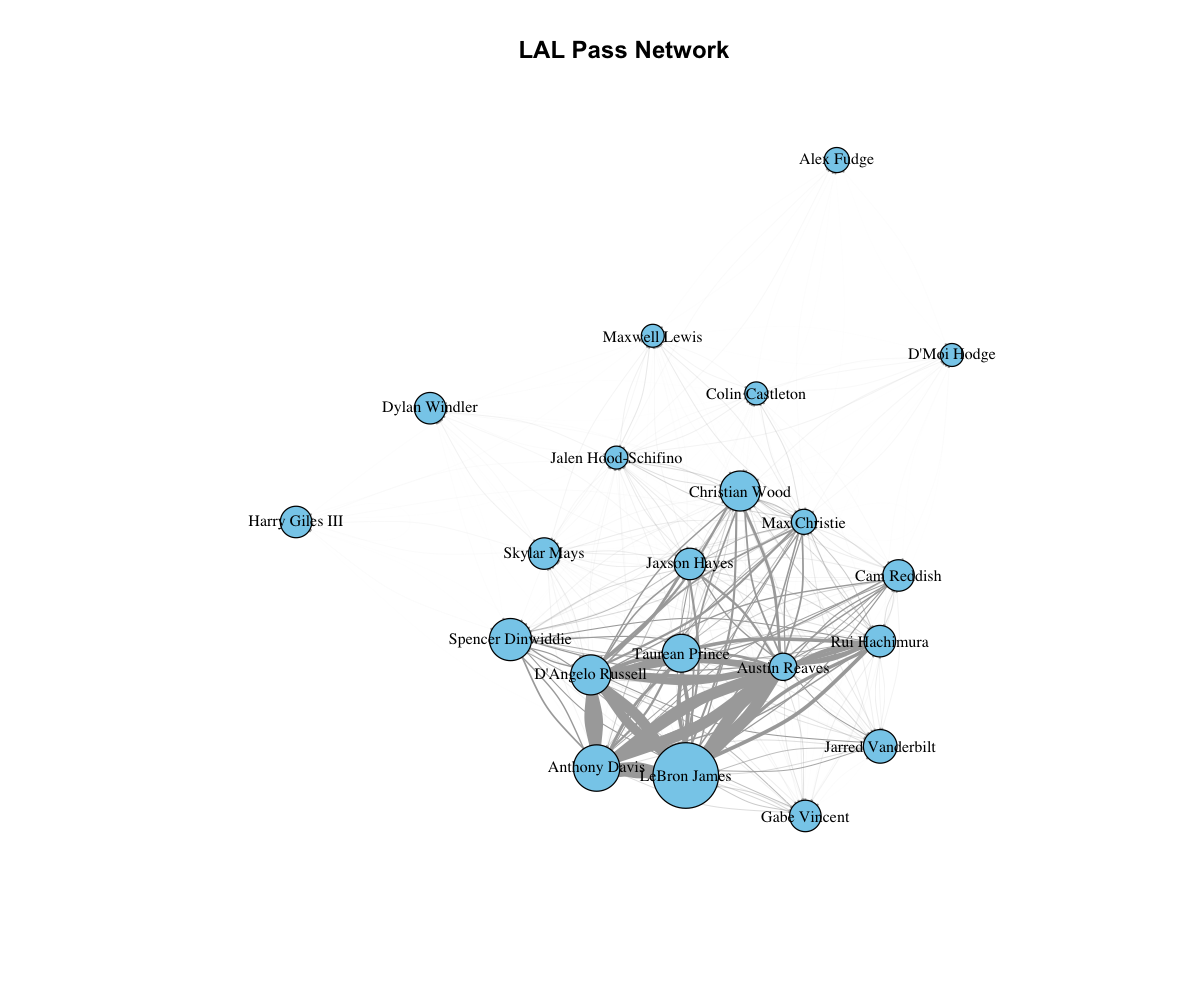 LAL Pass Network
Alex Fudge
Maxwell Lewis
D'Moi Hodge
Colin Castleton
Dylan Windler
Jalen Hood-Schifino
Christian Wood
Harry Giles III
Max Christie
Skylar Mays
Jaxson Hayes
Cam Reddish
Spencer Dinwiddie
Rui Hachimura
Taurean Prince
Austin Reaves
D'Angelo Russell
Jarred Vanderbilt
Anthony Davis
LeBron James
Gabe Vincent